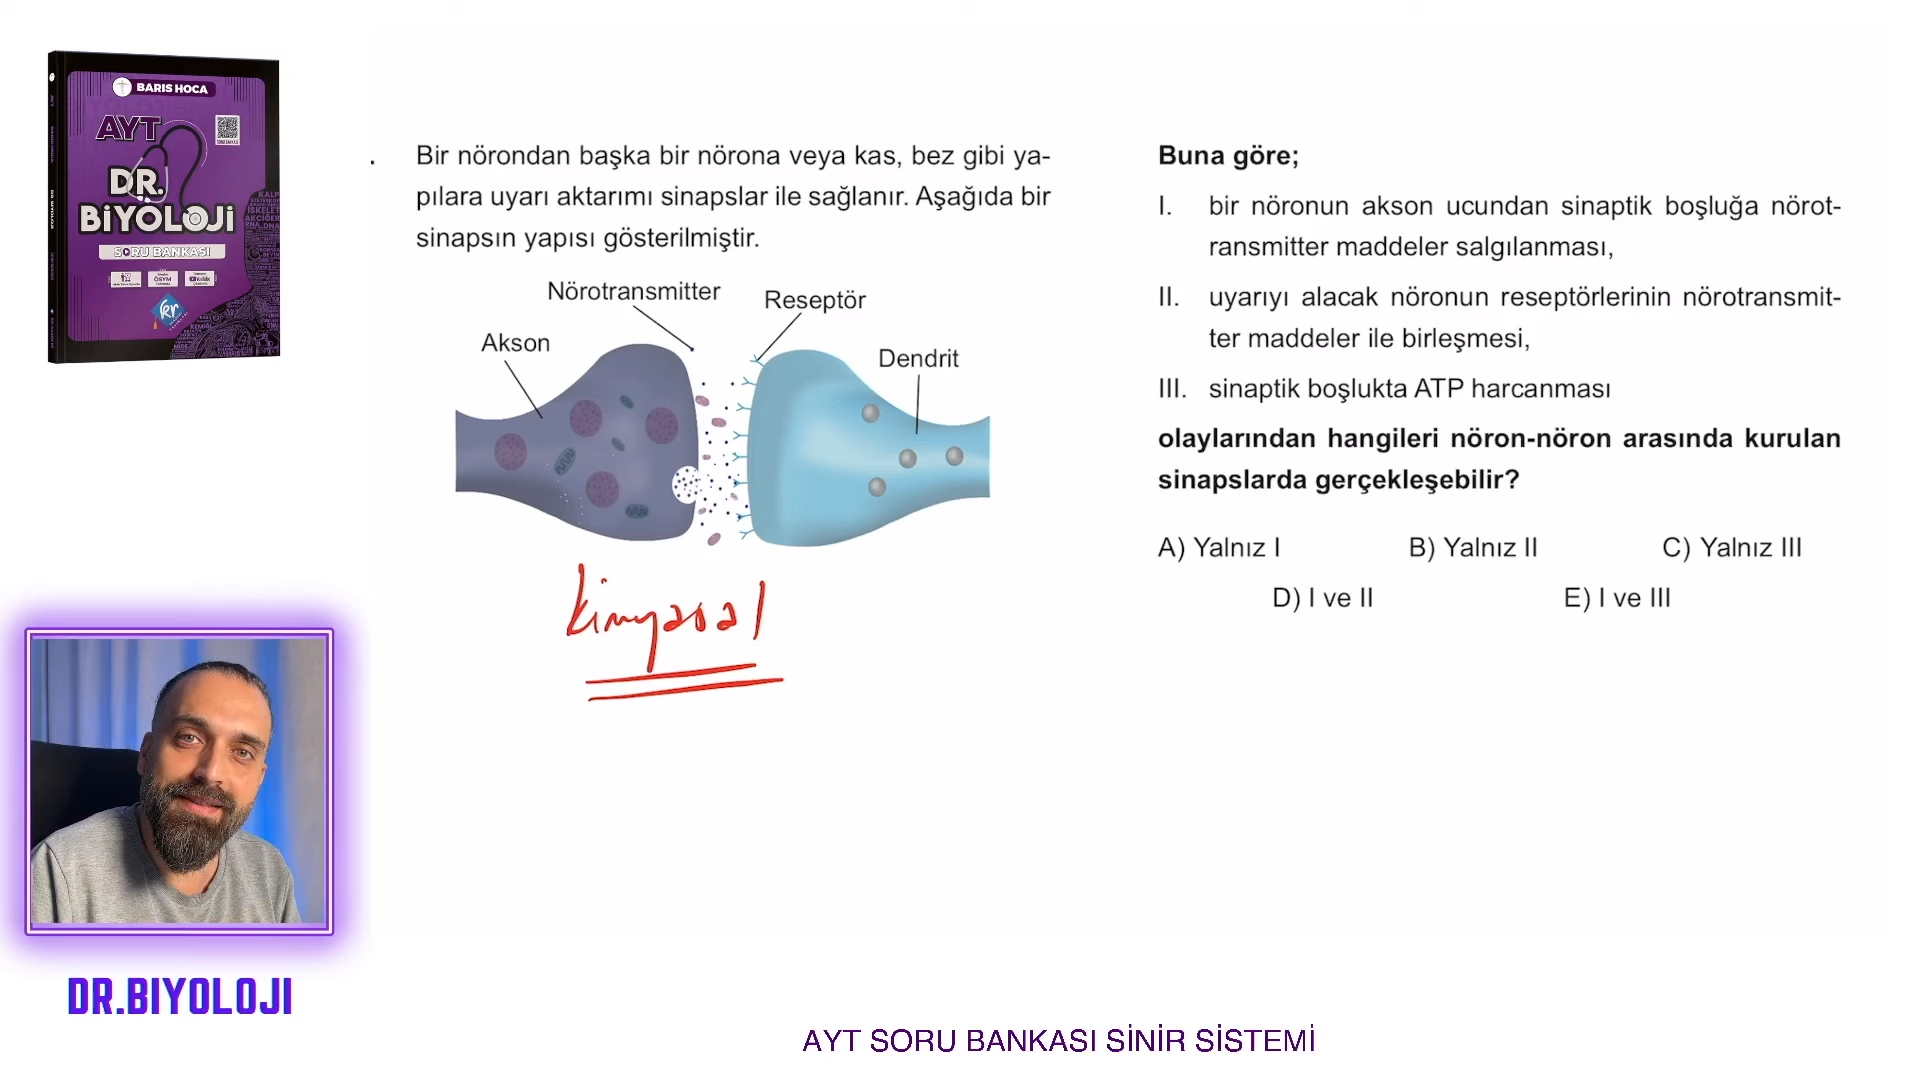 BARIS HOCA
AYT
DR.
BİYOLOJİ
SORU BANKASI
Bir nörondan başka bir nörona veya kas, bez gibi ya-
pılara uyarı aktarımı sinapslar ile sağlanır. Aşağıda bir
sinapsın yapısı gösterilmiştir.
Nörotransmitter
Reseptör
Akson
Dendrit
kimyasal
Buna göre;
I. bir nöronun akson ucundan sinaptik boşluğa nörot-
ransmitter maddeler salgılanması,
II. uyarıyı alacak nöronun reseptörlerinin nörotransmit-
ter maddeler ile birleşmesi,
III. sinaptik boşlukta ATP harcanması
olaylarından hangileri nöron-nöron arasında kurulan
sinapslarda gerçekleşebilir?
A) Yalnız I B) Yalnız II C) Yalnız III
D) I ve II E) I ve III
DR.BIYOLOJI
AYT SORU BANKASI SİNİR SİSTEMİ